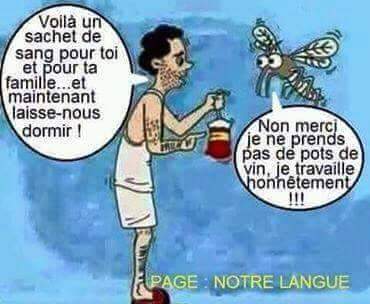 Voilà un
sachet de
sang pour toi
et pour ta
famille...et
maintenant
laisse-nous
dormir !
Non merci
je ne prends
pas de pots de
vin, je travaille
honnêtement
!!!
PAGE : NOTRE LANGUE